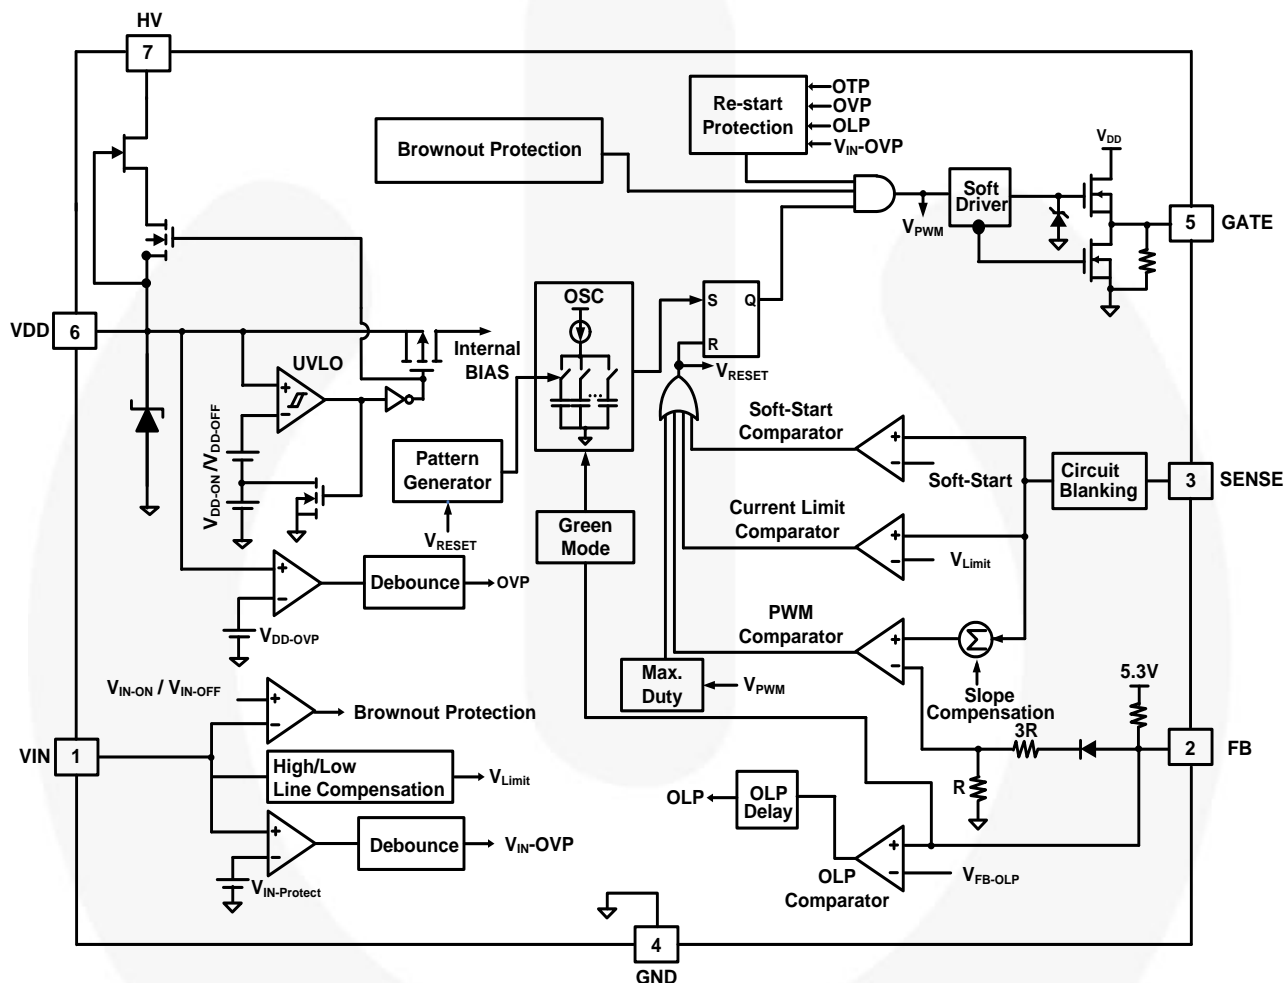 HV
7
Re-start
Protection
OTP
OVP
OLP
VIN-OVP
Brownout Protection
VDD
Soft
Driver
VPWM
5
GATE
OSC
S
Q
R
VRESET
VDD
6
UVLO
Internal
BIAS
+
−
VDD-ON /VDD-OFF
Pattern
Generator
VRESET
Green
Mode
Soft-Start
Comparator
+
−
Soft-Start
Circuit
Blanking
3
SENSE
Current Limit
Comparator
+
−
VLimit
+
−
Debounce
OVP
VDD-OVP
PWM
Comparator
+
−
Σ
Slope
Compensation
Max.
Duty
VPWM
5.3V
3R
R
2
FB
VIN-ON / VIN-OFF
+
−
Brownout Protection
VIN
1
High/Low
Line Compensation
VLimit
+
−
Debounce
VIN-OVP
VIN-Protect
OLP
OLP
Delay
+
−
OLP
Comparator
VFB-OLP
4
GND